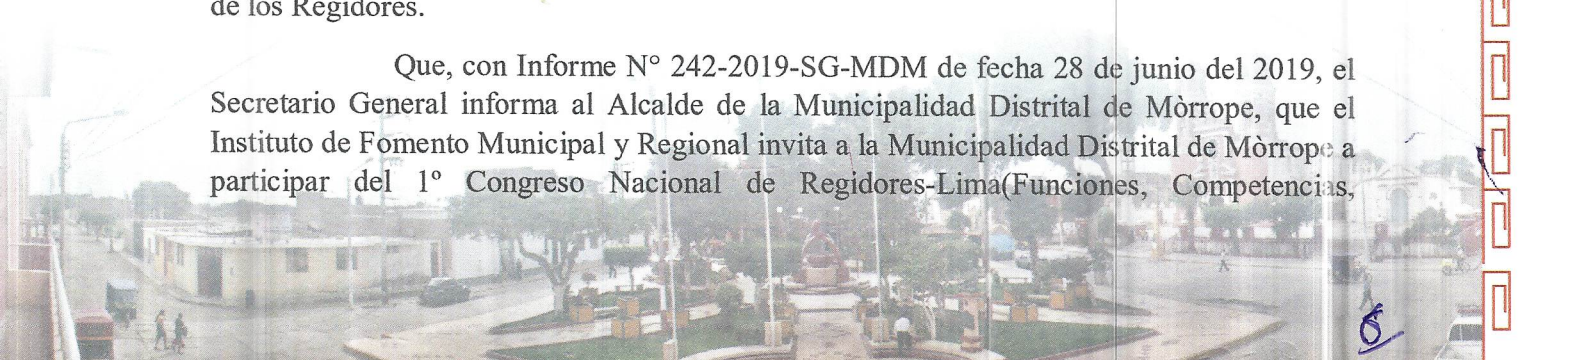 de los Regidores.
Que, con Informe N° 242-2019-SG-MDM de fecha 28 de junio del 2019, el
Secretario General informa al Alcalde de la Municipalidad Distrital de Mòrrope, que el
Instituto de Fomento Municipal y Regional invita a la Municipalidad Distrital de Mòrrope a
participar del 1º Congreso Nacional de Regidores-Lima(Funciones, Competencias,